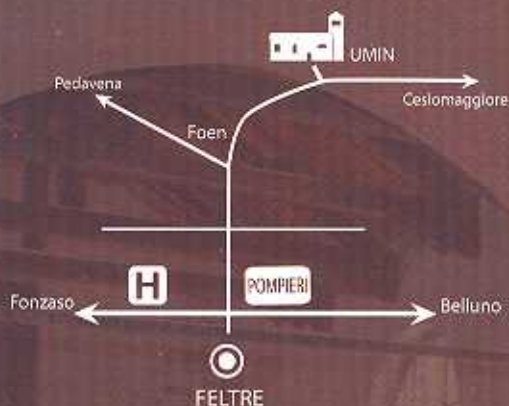 UMIN
Pedavena
Cesiomaggiore
Foen
H
POMPIERI
Fonzaso
Belluno
FELTRE